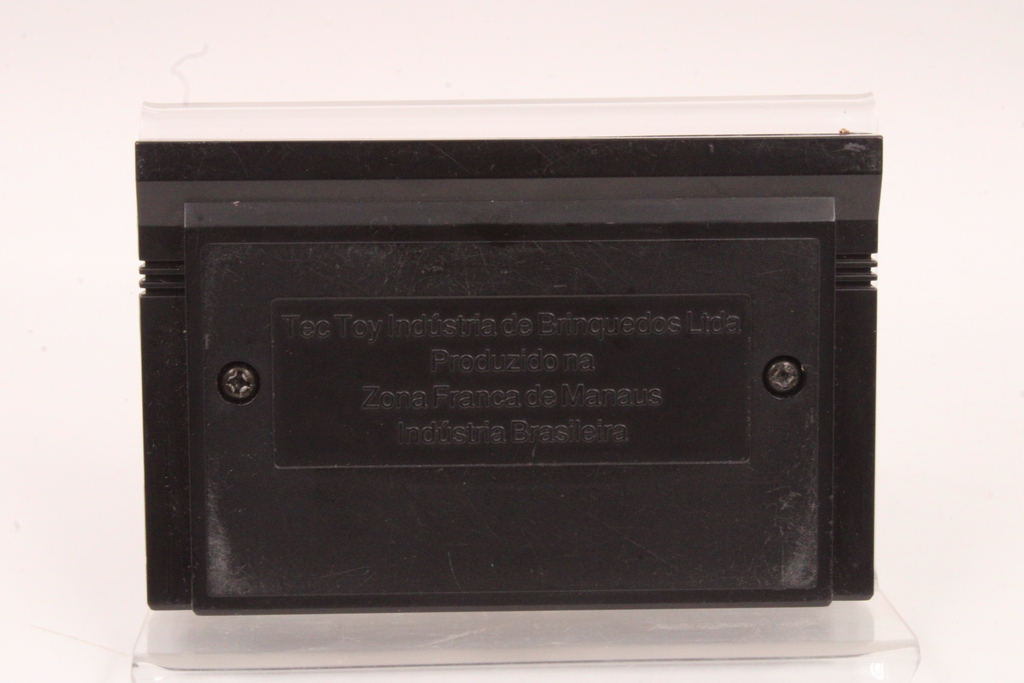 Tec Toy Indústria de Brinquedos Ltda
Produzido na
Zona Franca de Manaus
Indústria Brasileira